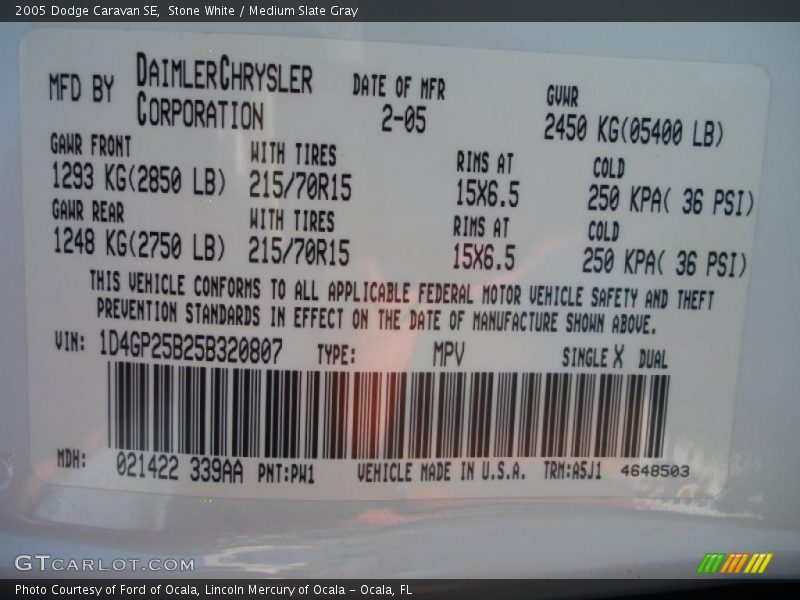 2005 Dodge Caravan SE, Stone White / Medium Slate Gray
MFD BY DAIMLERCHRYSLER CORPORATION DATE OF MFR 2-05 GVWR 2450 KG(05400 LB)
GAWR FRONT WITH TIRES RIMS AT COLD
1293 KG(2850 LB) 215/70R15 15X6.5 250 KPA( 36 PSI)
GAWR REAR WITH TIRES RIMS AT COLD
1248 KG(2750 LB) 215/70R15 15X6.5 250 KPA( 36 PSI)
THIS VEHICLE CONFORMS TO ALL APPLICABLE FEDERAL MOTOR VEHICLE SAFETY AND THEFT
PREVENTION STANDARDS IN EFFECT ON THE DATE OF MANUFACTURE SHOWN ABOVE.
VIN: 1D4GP25B25B320807 TYPE: MPV SINGLE X DUAL
MDH: 021422 339AA PNT:PW1 VEHICLE MADE IN U.S.A. TRM:A5J1 4648503
GTCARLOT.COM
Photo Courtesy of Ford of Ocala, Lincoln Mercury of Ocala - Ocala, FL